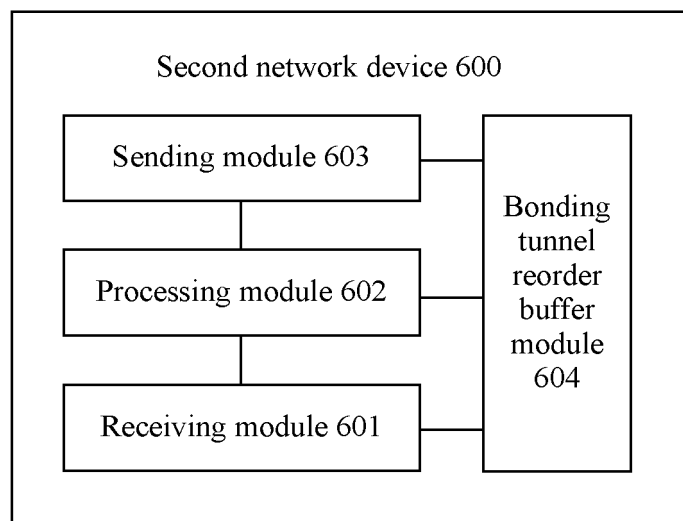 Second network device 600
Sending module 603
Processing module 602
Receiving module 601
Bonding
tunnel
reorder
buffer
module
604